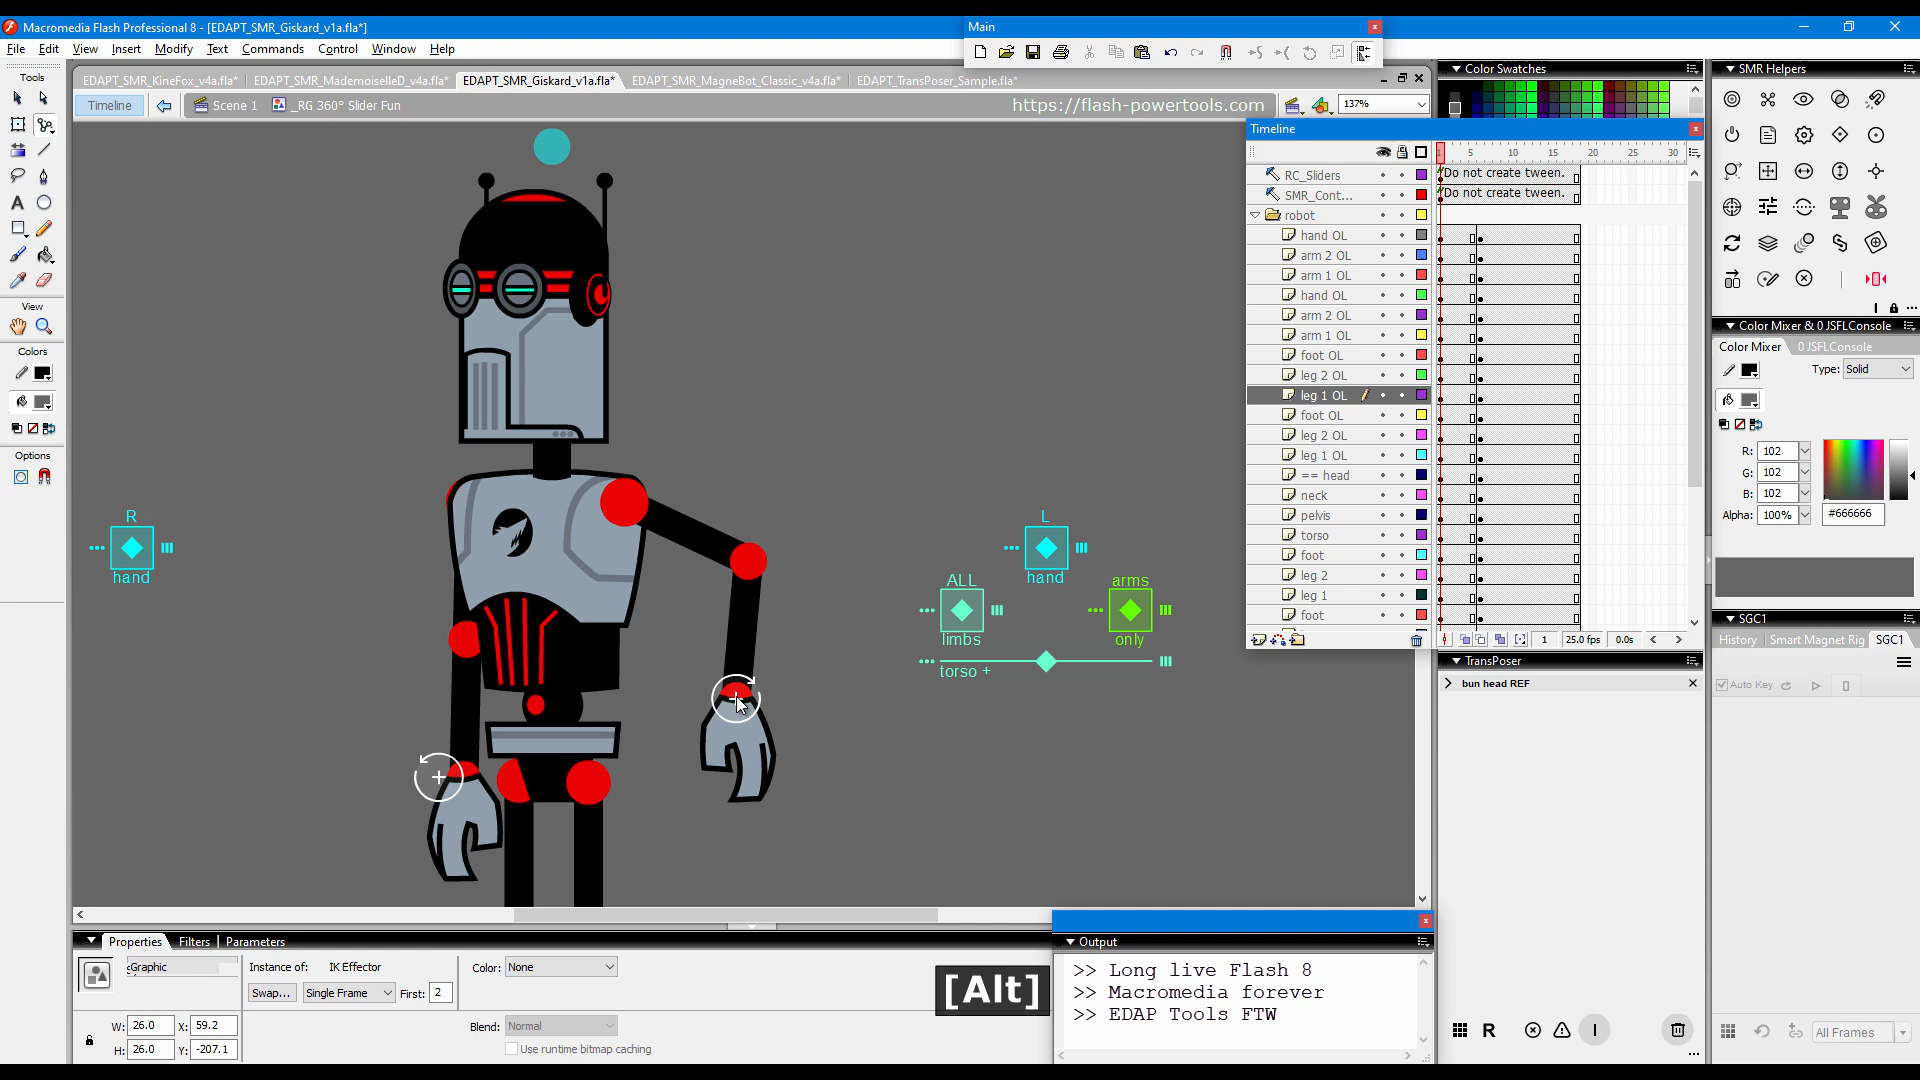 Macromedia Flash Professional 8 - [EDAPT_SMR_Giskard_v1a.fla*]
Main
File Edit View Insert Modify Text Commands Control Window Help
Tools
EDAPT_SMR_KineFox_v4a.fla* EDAPT_SMR_MademoiselleD_v4a.fla* EDAPT_SMR_Giskard_v1a.fla* EDAPT_SMR_MagneBot_Classic_v4a.fla* EDAPT_TransPoser_Sample.fla*
Timeline Scene 1 _RG 360° Slider Fun https://flash-powertools.com 137%
Color Swatches
SMR Helpers
Timeline
1 5 10 15 20 25 30
RC_Sliders Do not create tween.
SMR_Cont... Do not create tween.
robot
hand OL
arm 2 OL
arm 1 OL
hand OL
arm 2 OL
arm 1 OL
foot OL
leg 2 OL
leg 1 OL
foot OL
leg 2 OL
leg 1 OL
== head
neck
pelvis
torso
foot
leg 2
leg 1
foot
1 25.0 fps 0.0s
View
Colors
Options
R
hand
L
hand
ALL
limbs
arms
only
torso +
Color Mixer & 0 JSFLConsole
Color Mixer 0 JSFLConsole
Type: Solid
R: 102
G: 102
B: 102
Alpha: 100% #666666
SGC1
History Smart Magnet Rig SGC1
Auto Key
TransPoser
bun head REF
Properties Filters Parameters
Graphic
Instance of: IK Effector
Swap... Single Frame First: 2
Color: None
W: 26.0 X: 59.2
H: 26.0 Y: -207.1
Blend: Normal
Use runtime bitmap caching
[Alt]
Output
>> Long live Flash 8
>> Macromedia forever
>> EDAP Tools FTW
R
All Frames